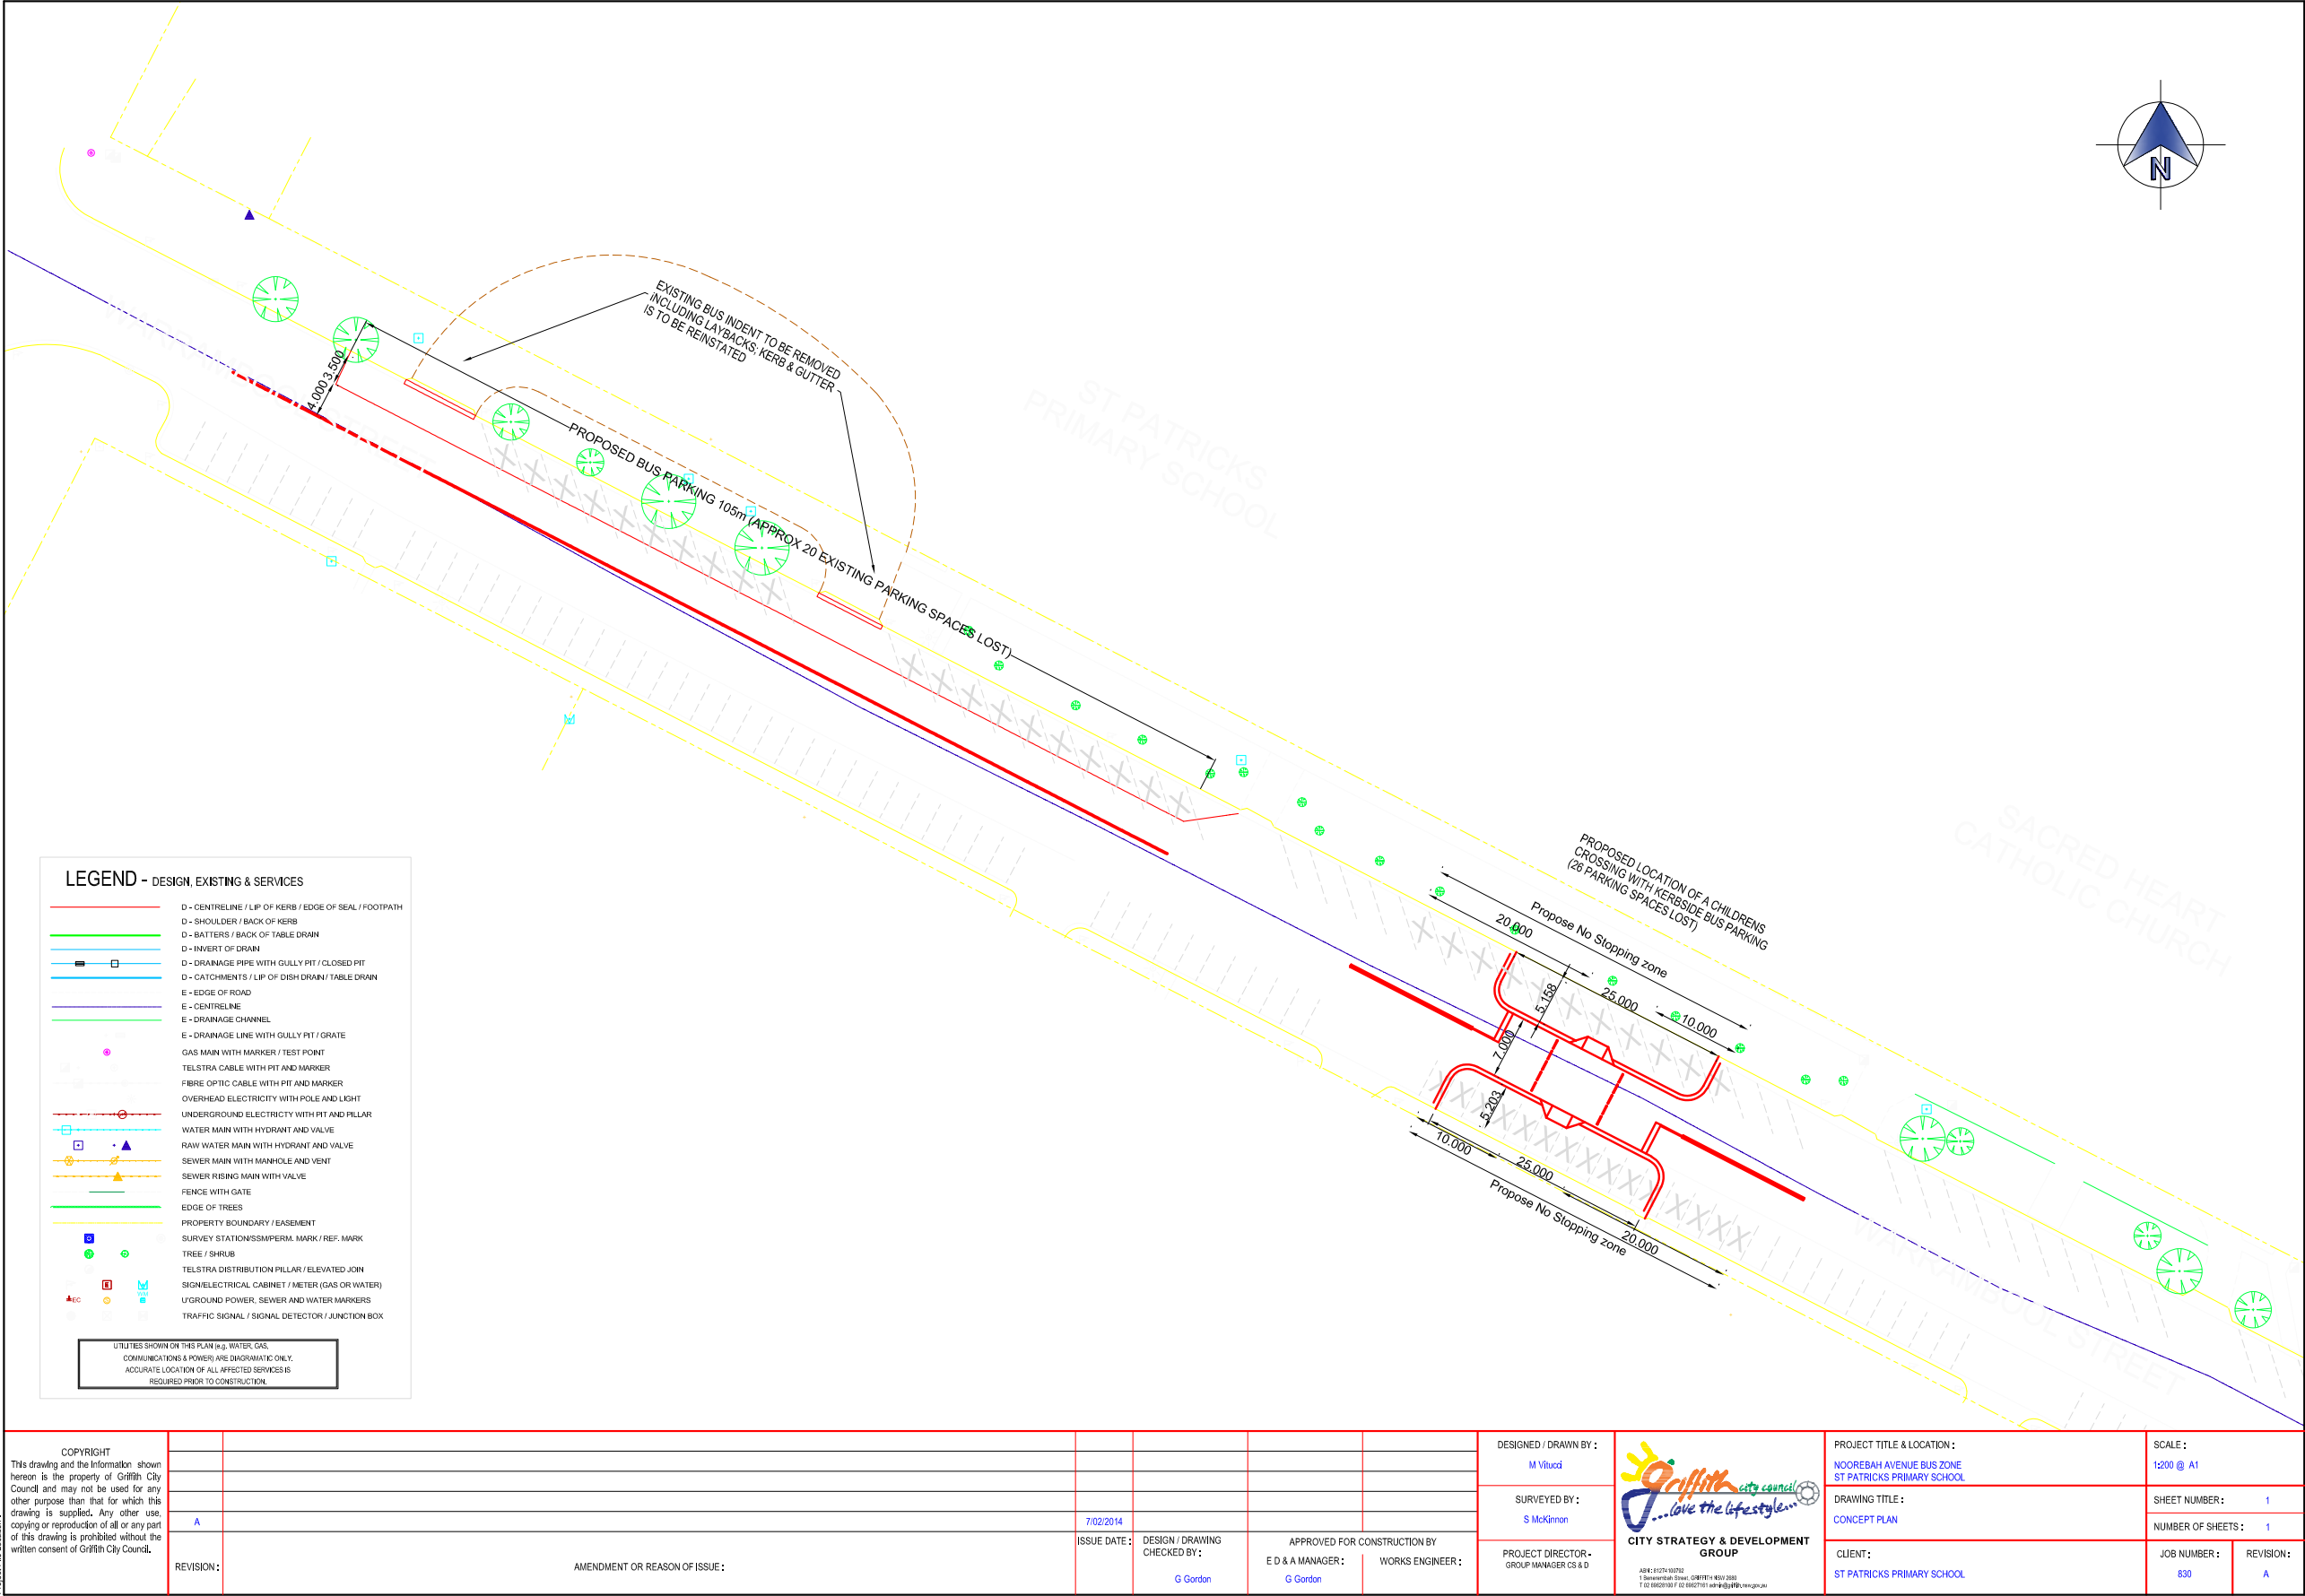 N
EXISTING BUS INDENT TO BE REMOVED
INCLUDING LAYBACKS; KERB & GUTTER
IS TO BE REINSTATED
4.000
3.500
PROPOSED BUS PARKING 105m (APPROX 20 EXISTING PARKING SPACES LOST)
ST PATRICKS
PRIMARY SCHOOL
SACRED HEART
CATHOLIC CHURCH
PROPOSED LOCATION OF A CHILDRENS
CROSSING WITH KERBSIDE BUS PARKING
(26 PARKING SPACES LOST)
Propose No Stopping zone
20.000
25.000
10.000
5.158
7.000
5.203
10.000
25.000
20.000
Propose No Stopping zone
WARRAMBOOL STREET
LEGEND - DESIGN, EXISTING & SERVICES
D - CENTRELINE / LIP OF KERB / EDGE OF SEAL / FOOTPATH
D - SHOULDER / BACK OF KERB
D - BATTERS / BACK OF TABLE DRAIN
D - INVERT OF DRAIN
D - DRAINAGE PIPE WITH GULLY PIT / CLOSED PIT
D - CATCHMENTS / LIP OF DISH DRAIN / TABLE DRAIN
E - EDGE OF ROAD
E - CENTRELINE
E - DRAINAGE CHANNEL
E - DRAINAGE LINE WITH GULLY PIT / GRATE
GAS MAIN WITH MARKER / TEST POINT
TELSTRA CABLE WITH PIT AND MARKER
FIBRE OPTIC CABLE WITH PIT AND MARKER
OVERHEAD ELECTRICITY WITH POLE AND LIGHT
UNDERGROUND ELECTRICTY WITH PIT AND PILLAR
WATER MAIN WITH HYDRANT AND VALVE
RAW WATER MAIN WITH HYDRANT AND VALVE
SEWER MAIN WITH MANHOLE AND VENT
SEWER RISING MAIN WITH VALVE
FENCE WITH GATE
EDGE OF TREES
PROPERTY BOUNDARY / EASEMENT
SURVEY STATION/SSM/PERM. MARK / REF. MARK
TREE / SHRUB
TELSTRA DISTRIBUTION PILLAR / ELEVATED JOIN
SIGN/ELECTRICAL CABINET / METER (GAS OR WATER)
EC U'GROUND POWER, SEWER AND WATER MARKERS
TRAFFIC SIGNAL / SIGNAL DETECTOR / JUNCTION BOX
UTILITIES SHOWN ON THIS PLAN (e.g. WATER, GAS,
COMMUNICATIONS & POWER) ARE DIAGRAMATIC ONLY.
ACCURATE LOCATION OF ALL AFFECTED SERVICES IS
REQUIRED PRIOR TO CONSTRUCTION.
COPYRIGHT
This drawing and the information shown
hereon is the property of Griffith City
Council and may not be used for any
other purpose than that for which this
drawing is supplied. Any other use,
copying or reproduction of all or any part
of this drawing is prohibited without the
written consent of Griffith City Council.
A
7/02/2014
REVISION :
AMENDMENT OR REASON OF ISSUE :
ISSUE DATE :
DESIGN / DRAWING
CHECKED BY :
G Gordon
APPROVED FOR CONSTRUCTION BY
E D & A MANAGER :
G Gordon
WORKS ENGINEER :
DESIGNED / DRAWN BY :
M Vitucci
SURVEYED BY :
S McKinnon
PROJECT DIRECTOR -
GROUP MANAGER CS & D
griffith city council
...love the lifestyle...
CITY STRATEGY & DEVELOPMENT
GROUP
PROJECT TITLE & LOCATION :
NOOREBAH AVENUE BUS ZONE
ST PATRICKS PRIMARY SCHOOL
DRAWING TITLE :
CONCEPT PLAN
CLIENT :
ST PATRICKS PRIMARY SCHOOL
SCALE :
1:200 @ A1
SHEET NUMBER : 1
NUMBER OF SHEETS : 1
JOB NUMBER :
830
REVISION :
A